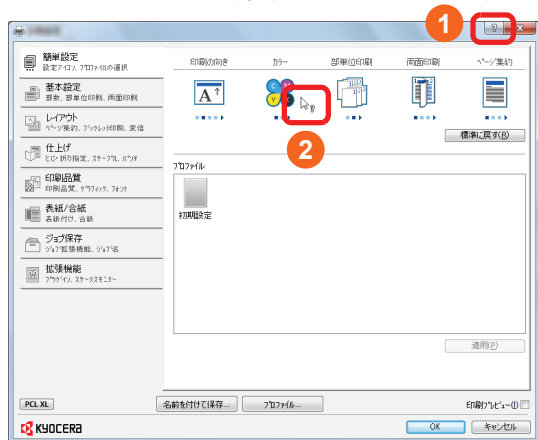 1
?
簡単設定
設定アイコン、プロファイルの選択
基本設定
部数、部単位印刷、両面印刷
レイアウト
ページ集約、ブックレット印刷、変倍
仕上げ
とじ・折り指定、ステープル、パンチ
印刷品質
印刷品質、グラフィック、フォント
表紙/合紙
表紙付け、合紙
ジョブ保存
ジョブ拡張機能、ジョブ名
拡張機能
プラグイン、ステータスモニター
印刷の向き
カラー
部単位印刷
両面印刷
ページ集約
A
C
M
Y
?
2
標準に戻す(R)
プロファイル
初期設定
適用(P)
PCL XL
名前を付けて保存...
プロファイル...
印刷プレビュー(I)
KYOCERA
OK
キャンセル